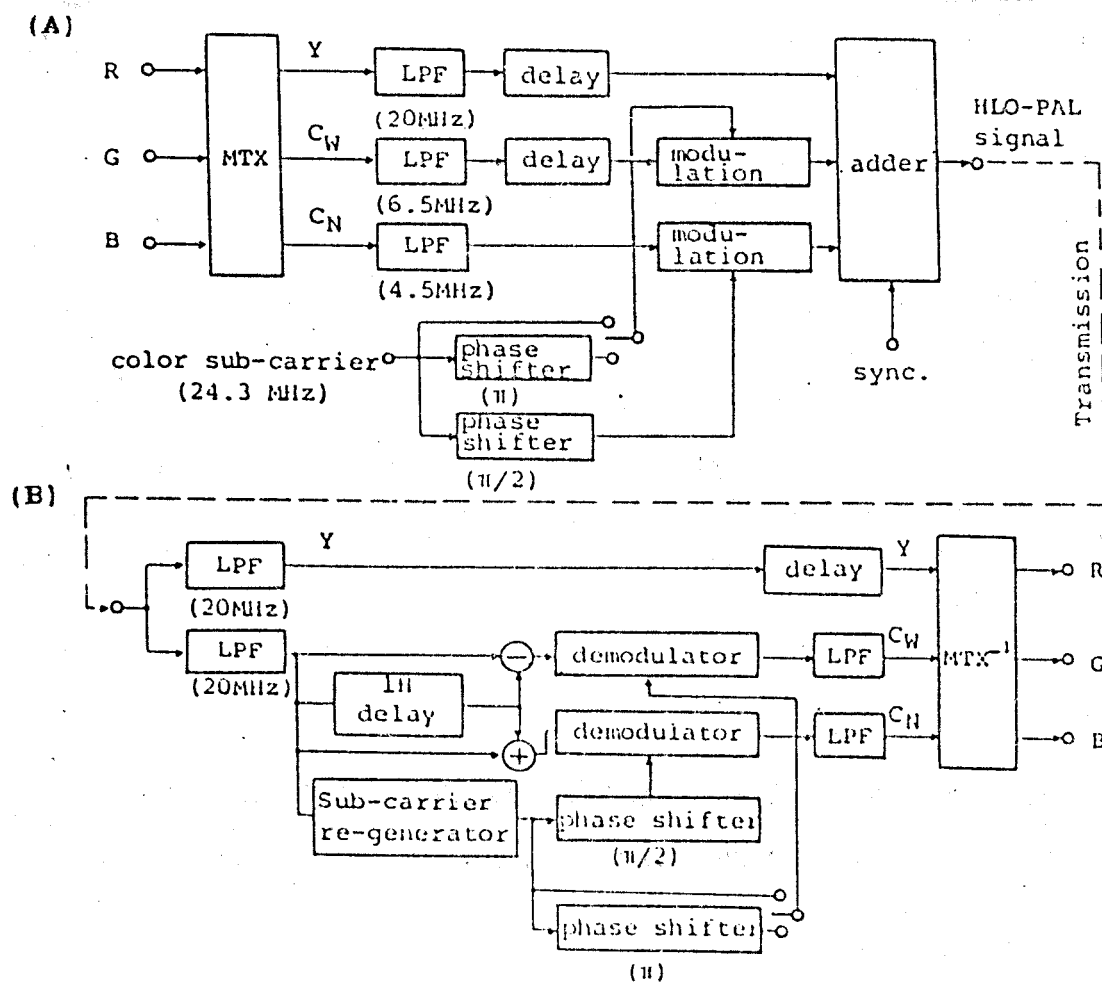 (A)
R
G
B
MTX
Y
LPF
(20MHz)
delay
C_W
LPF
(6.5MHz)
delay
C_N
LPF
(4.5MHz)
modu-
lation
modu-
lation
adder
HLO-PAL
signal
Transmission
sync.
color sub-carrier
(24.3 MHz)
phase
shifter
(π)
phase
shifter
(π/2)
(B)
LPF
(20MHz)
Y
delay
Y
LPF
(20MHz)
1H
delay
−
+
demodulator
demodulator
LPF
C_W
LPF
C_N
MTX⁻¹
R
G
B
Sub-carrier
re-generator
phase shifter
(π/2)
phase shifter
(π)